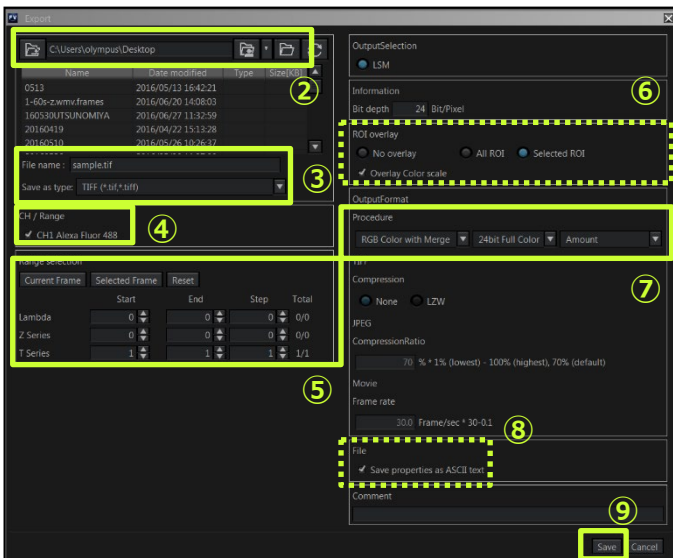 Export
C:\Users\olympus\Desktop
②
Name Date modified Type Size[KB]
0513 2016/05/13 16:42:21
1-60s-z.wmv.frames 2016/06/20 14:08:03
160530UTSUNOMIYA 2016/06/27 11:32:59
20160419 2016/04/22 15:13:28
20160510 2016/05/26 10:26:37
File name : sample.tif
③
Save as type: TIFF (*.tif,*.tiff)
CH / Range
④
CH1 Alexa Fluor 488
Range selection
Current Frame Selected Frame Reset
Start End Step Total
Lambda 0 0 0 0/0
Z Series 0 0 0 0/0
T Series 1 1 1 1/1
⑤
OutputSelection
LSM
Information
⑥
Bit depth 24 Bit/Pixel
ROI overlay
No overlay All ROI Selected ROI
Overlay Color scale
OutputFormat
Procedure
RGB Color with Merge 24bit Full Color Amount
TIFF
⑦
Compression
None LZW
JPEG
CompressionRatio
70 % * 1% (lowest) - 100% (highest), 70% (default)
Movie
Frame rate
30.0 Frame/sec * 30-0.1
⑧
File
Save properties as ASCII text
Comment
⑨
Save Cancel